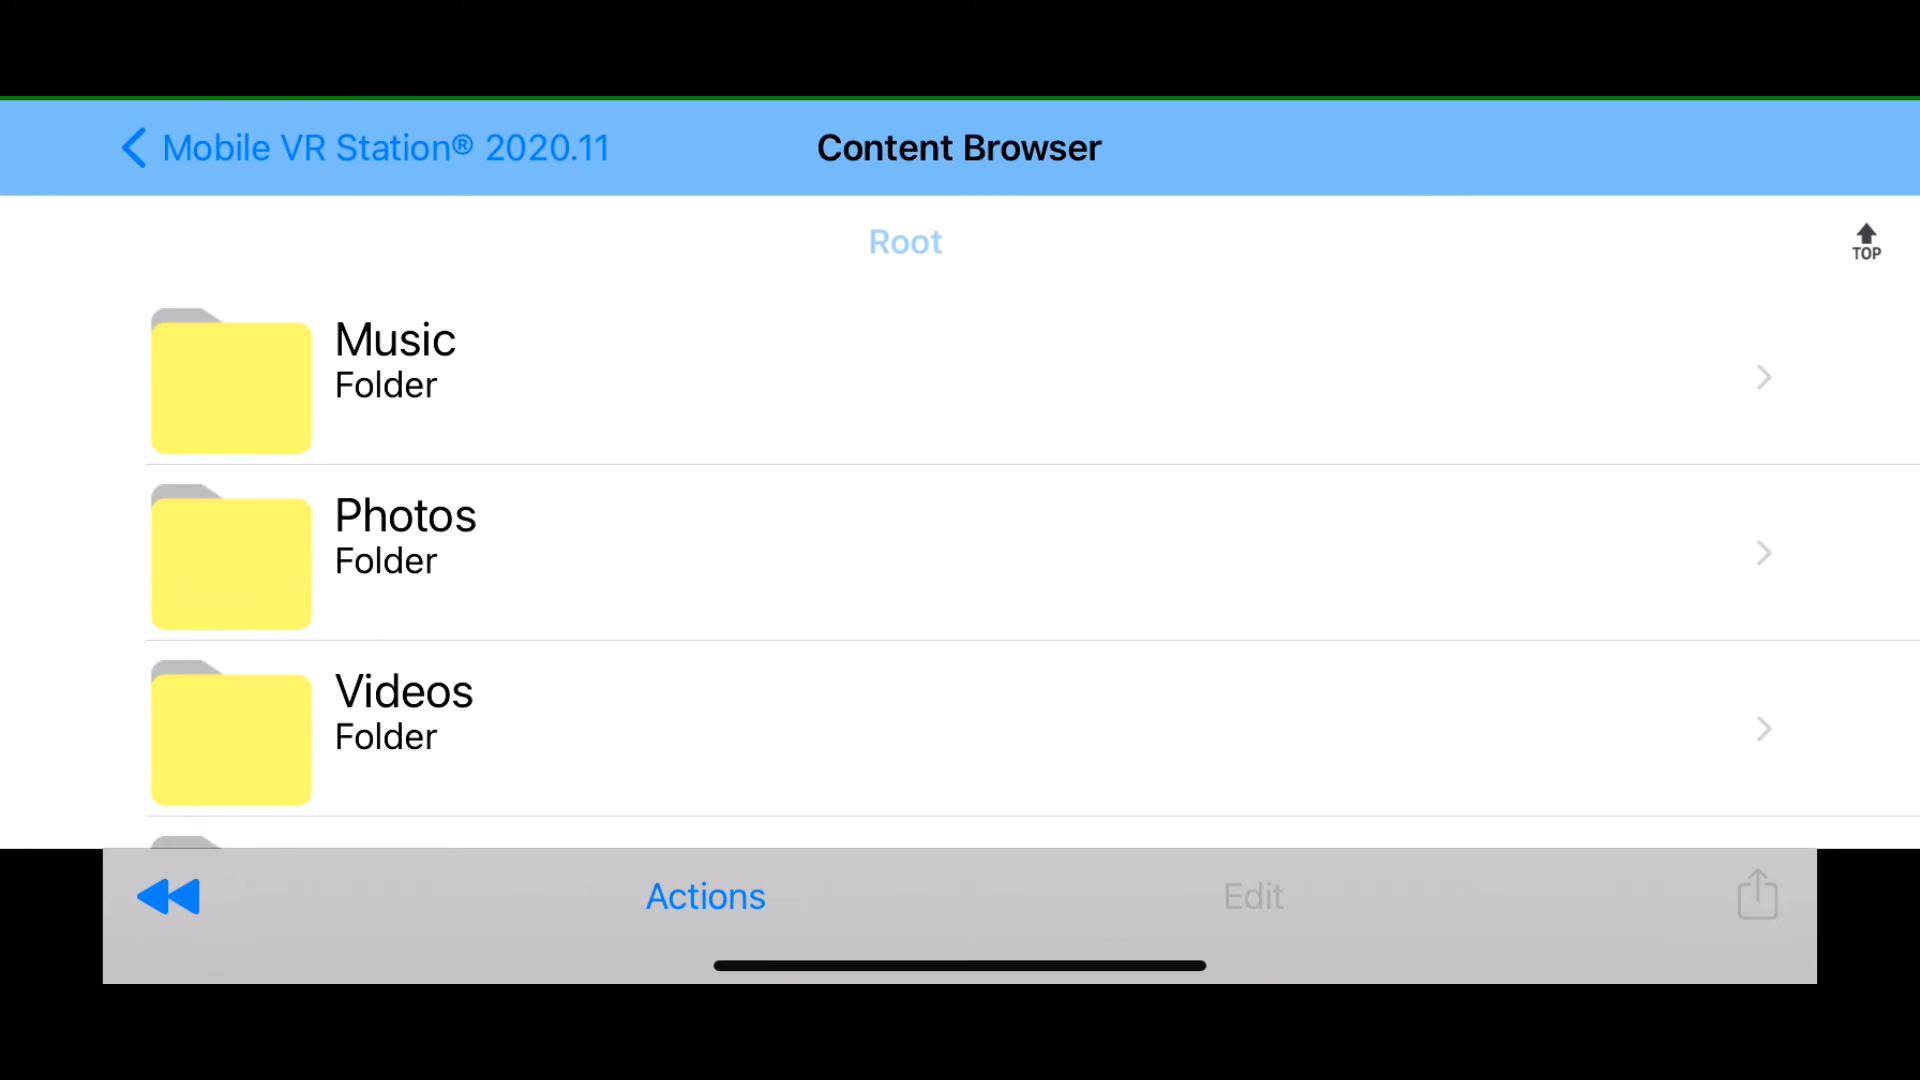 Mobile VR Station® 2020.11
Content Browser
Root
TOP
Music
Folder
Photos
Folder
Videos
Folder
Actions
Edit